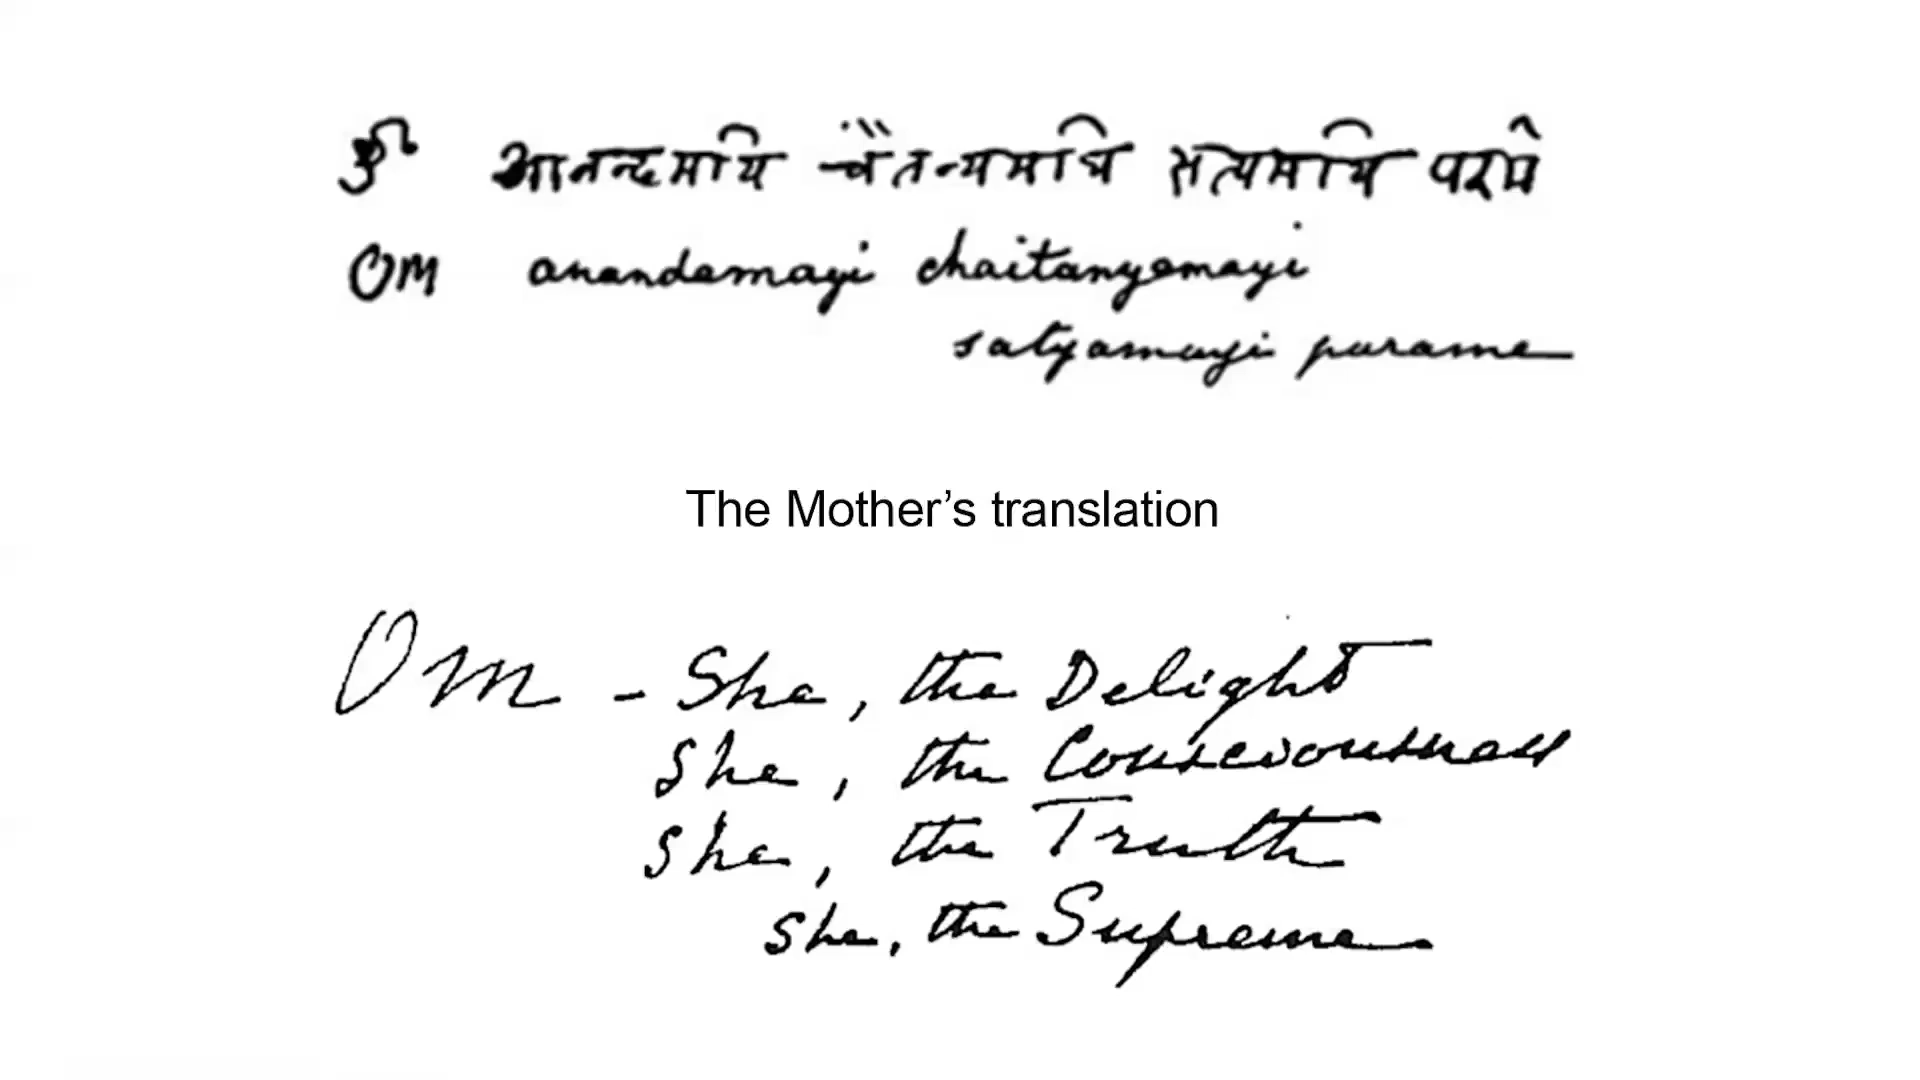 ॐ आनन्दमयि चैतन्यमयि सत्यमयि परमे
OM anandamayi chaitanyamayi
satyamayi parame
The Mother’s translation
Om - She, the Delight
She, the Consciousness
She, the Truth
She, the Supreme